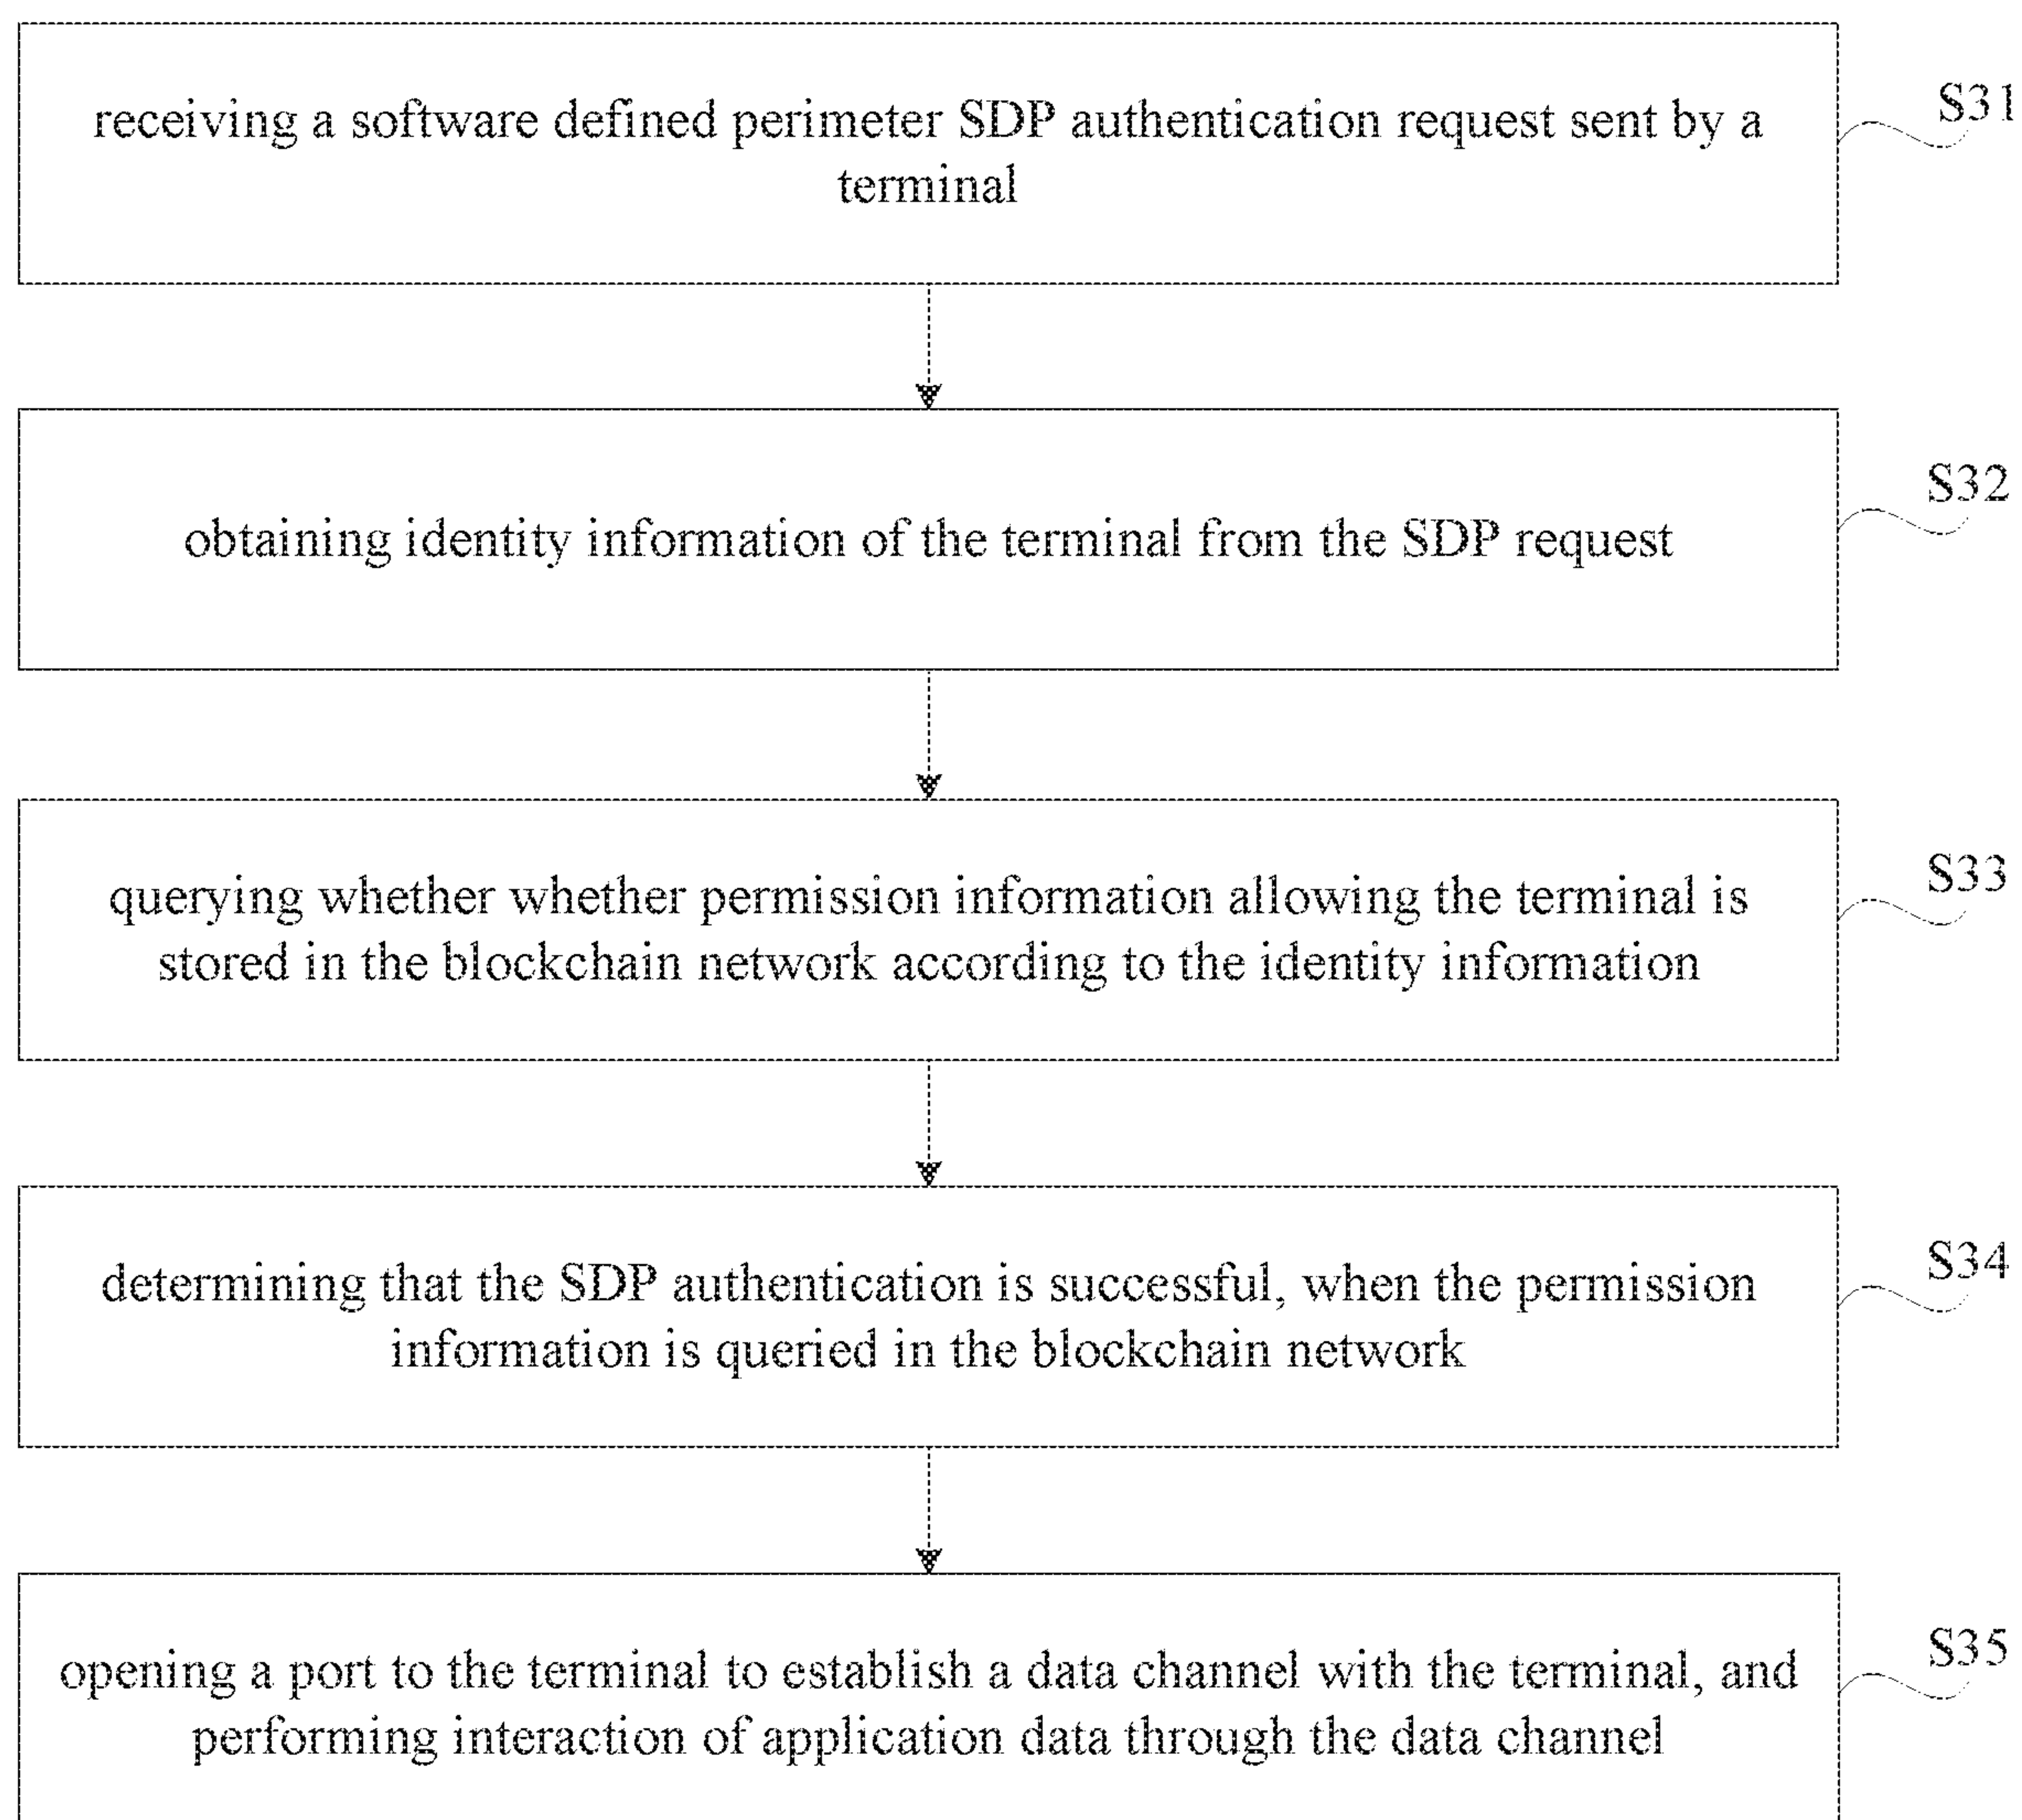 receiving a software defined perimeter SDP authentication request sent by a
terminal
S31
obtaining identity information of the terminal from the SDP request
S32
querying whether whether permission information allowing the terminal is
stored in the blockchain network according to the identity information
S33
determining that the SDP authentication is successful, when the permission
information is queried in the blockchain network
S34
opening a port to the terminal to establish a data channel with the terminal, and
performing interaction of application data through the data channel
S35